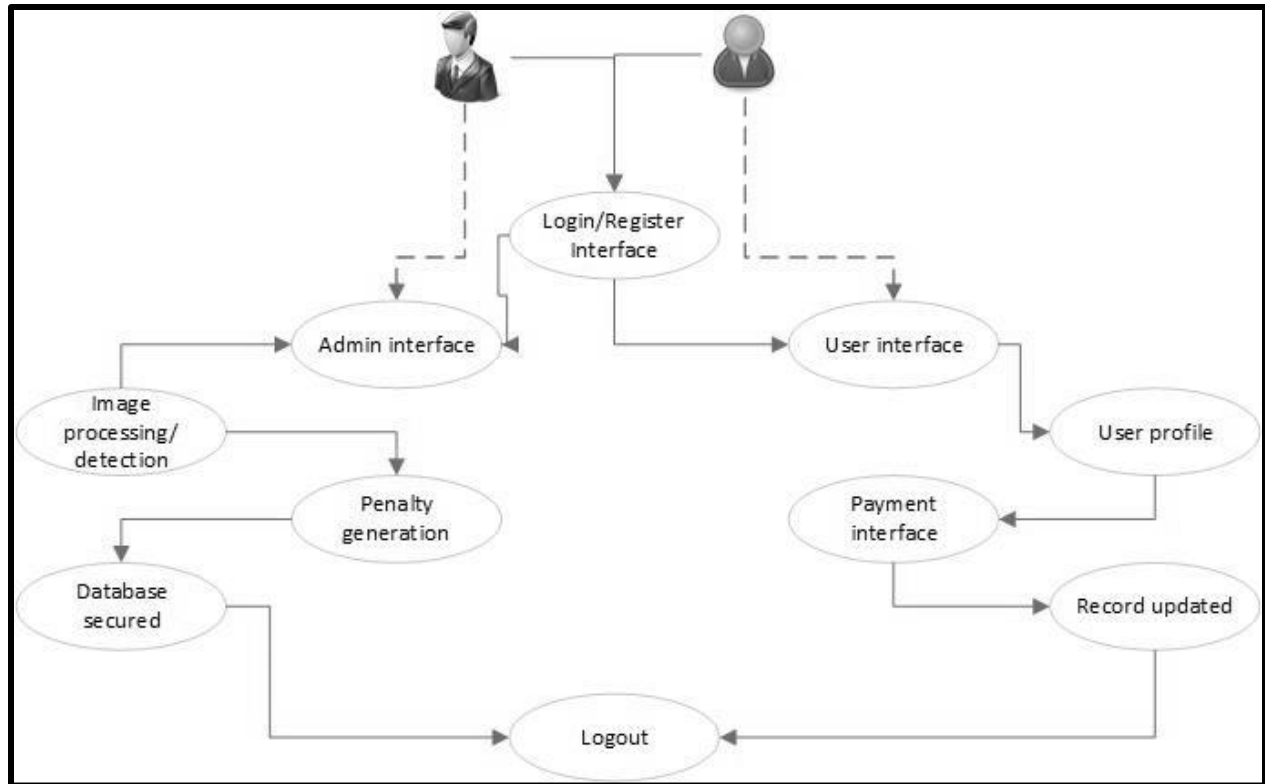 Login/Register
Interface
Admin interface
User interface
Image
processing/
detection
User profile
Penalty
generation
Payment
interface
Database
secured
Record updated
Logout